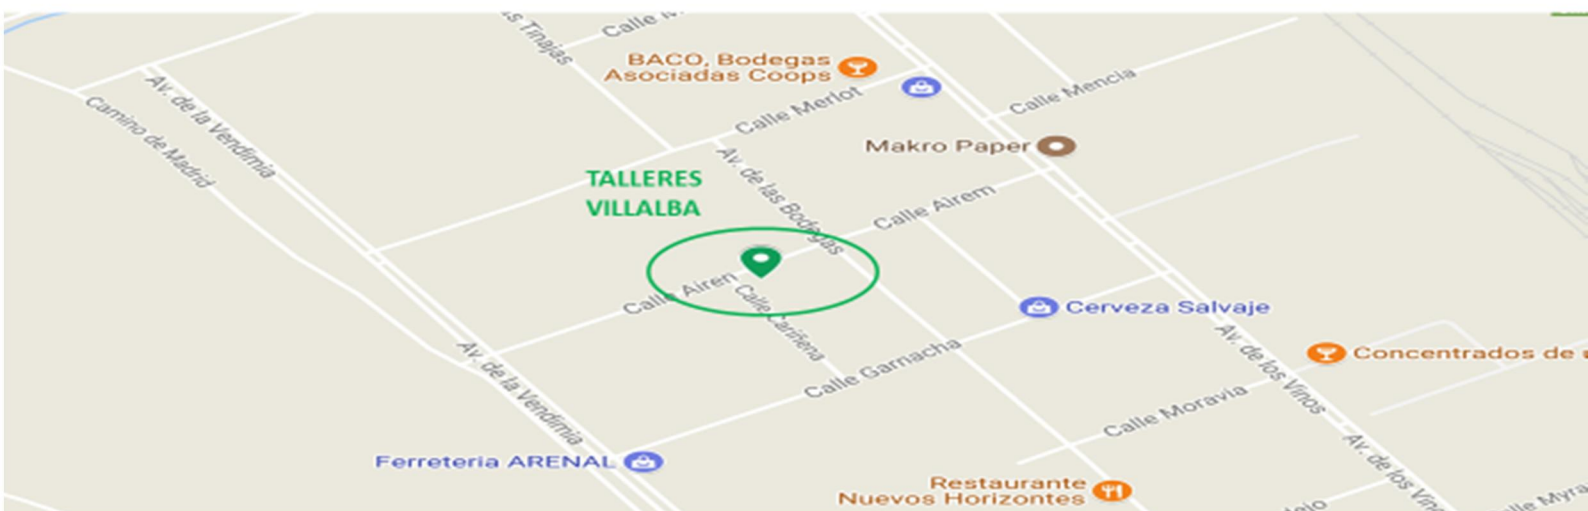 Tinajas
Calle
BACO, Bodegas
Asociadas Coops
Calle Mencia
Av. de la Vendimia
Camino de Madrid
Calle Merlot
Makro Paper
Av. de las Bodegas
TALLERES
VILLALBA
Calle Airem
Calle Airen
Calle Cariñena
Cerveza Salvaje
Av. de los Vinos
Concentrados de
Av. de la Vendimia
Calle Garnacha
Calle Moravia
Ferreteria ARENAL
Av. de los
Restaurante
Nuevos Horizontes